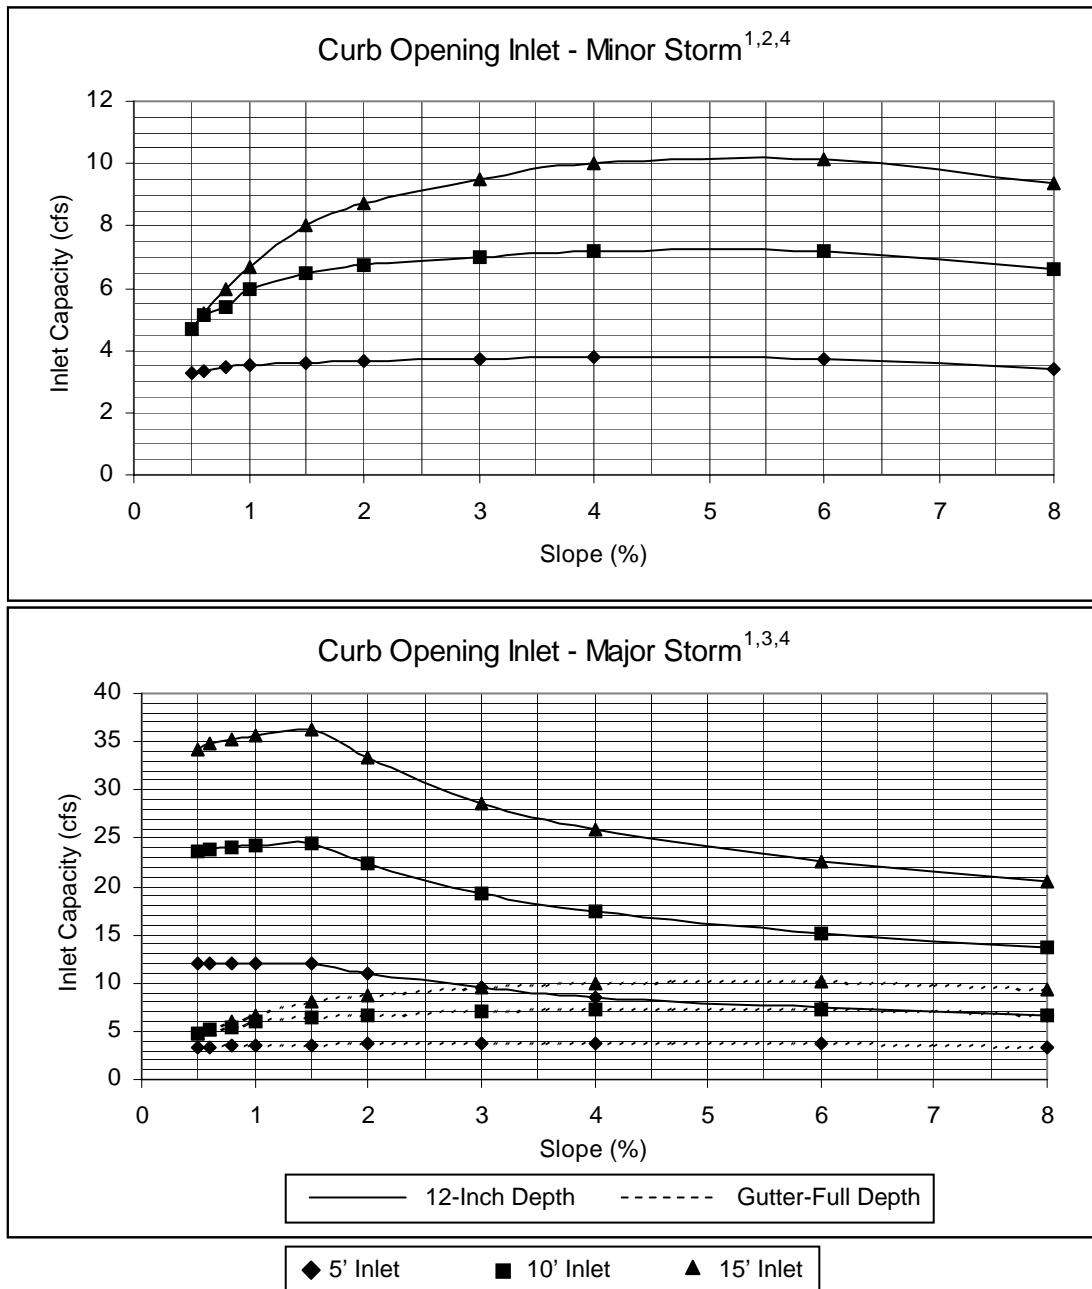 Curb Opening Inlet - Minor Storm1,2,4
12
10
8
6
4
2
0
Inlet Capacity (cfs)
0 1 2 3 4 5 6 7 8
Slope (%)
Curb Opening Inlet - Major Storm1,3,4
40
35
30
25
20
15
10
5
0
Inlet Capacity (cfs)
0 1 2 3 4 5 6 7 8
Slope (%)
12-Inch Depth Gutter-Full Depth
5' Inlet 10' Inlet 15' Inlet